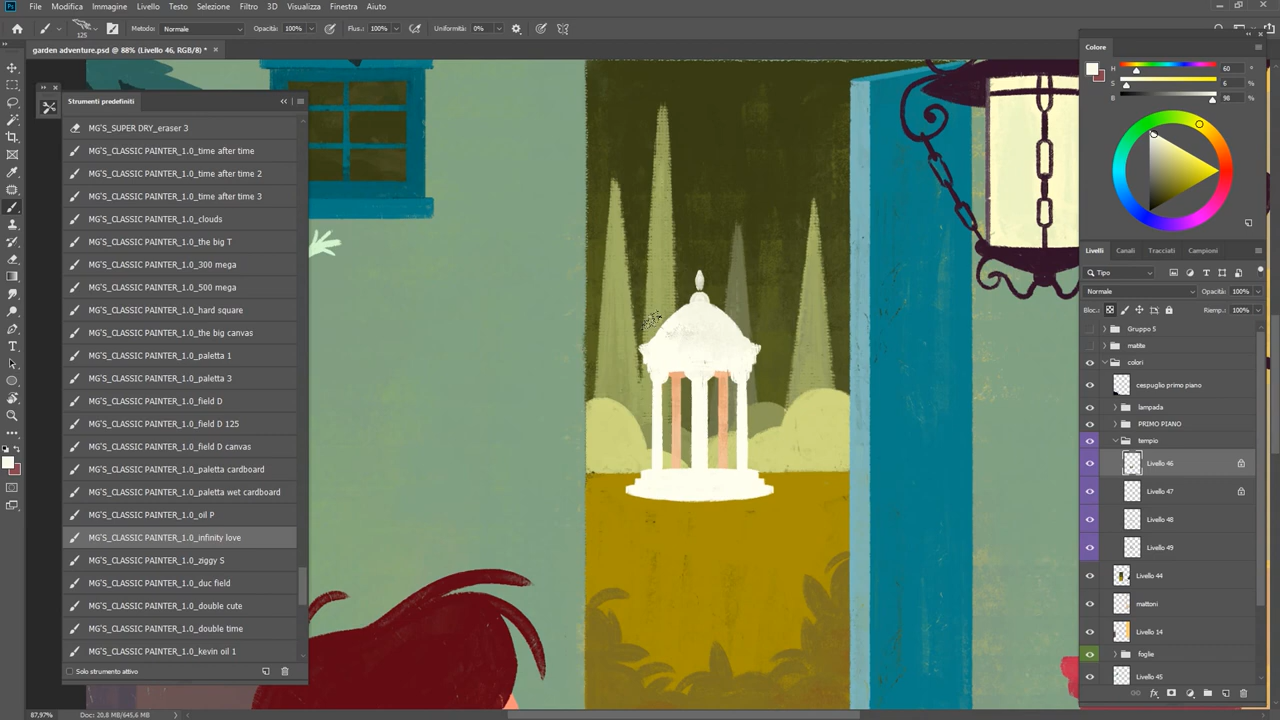 Ps File Modifica Immagine Livello Testo Selezione Filtro 3D Visualizza Finestra Aiuto
125 Metodo: Normale Opacità: 100% Flus.: 100% Uniformità: 0%
garden adventure.psd @ 88% (Livello 46, RGB/8) *
Strumenti predefiniti
MG'S_SUPER DRY_eraser 3
MG'S_CLASSIC PAINTER_1.0_time after time
MG'S_CLASSIC PAINTER_1.0_time after time 2
MG'S_CLASSIC PAINTER_1.0_time after time 3
MG'S_CLASSIC PAINTER_1.0_clouds
MG'S_CLASSIC PAINTER_1.0_the big T
MG'S_CLASSIC PAINTER_1.0_300 mega
MG'S_CLASSIC PAINTER_1.0_500 mega
MG'S_CLASSIC PAINTER_1.0_hard square
MG'S_CLASSIC PAINTER_1.0_the big canvas
MG'S_CLASSIC PAINTER_1.0_paletta 1
MG'S_CLASSIC PAINTER_1.0_paletta 3
MG'S_CLASSIC PAINTER_1.0_field D
MG'S_CLASSIC PAINTER_1.0_field D 125
MG'S_CLASSIC PAINTER_1.0_field D canvas
MG'S_CLASSIC PAINTER_1.0_paletta cardboard
MG'S_CLASSIC PAINTER_1.0_paletta wet cardboard
MG'S_CLASSIC PAINTER_1.0_oil P
MG'S_CLASSIC PAINTER_1.0_infinity love
MG'S_CLASSIC PAINTER_1.0_ziggy S
MG'S_CLASSIC PAINTER_1.0_duc field
MG'S_CLASSIC PAINTER_1.0_double cute
MG'S_CLASSIC PAINTER_1.0_double time
MG'S_CLASSIC PAINTER_1.0_kevin oil 1
Solo strumento attivo
Colore
H 60 °
S 6 %
B 98 %
Livelli Canali Tracciati Campioni
Tipo
Normale Opacità: 100%
Bloc.: Riemp.: 100%
Gruppo 5
matite
colori
cespuglio primo piano
lampada
PRIMO PIANO
tempio
Livello 46
Livello 47
Livello 48
Livello 49
Livello 44
mattoni
Livello 14
foglie
Livello 45
87,97% Doc: 20,8 MB/645,6 MB